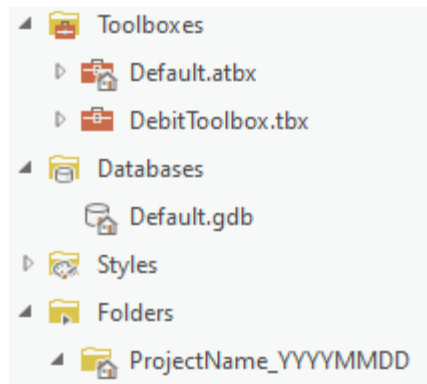 Toolboxes
Default.atbx
DebitToolbox.tbx
Databases
Default.gdb
Styles
Folders
ProjectName_YYYYMMDD